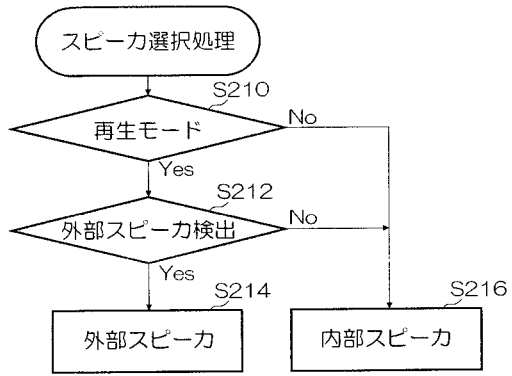 スピーカ選択処理
S210
再生モード
No
Yes
S212
外部スピーカ検出
No
Yes
S214
外部スピーカ
S216
内部スピーカ